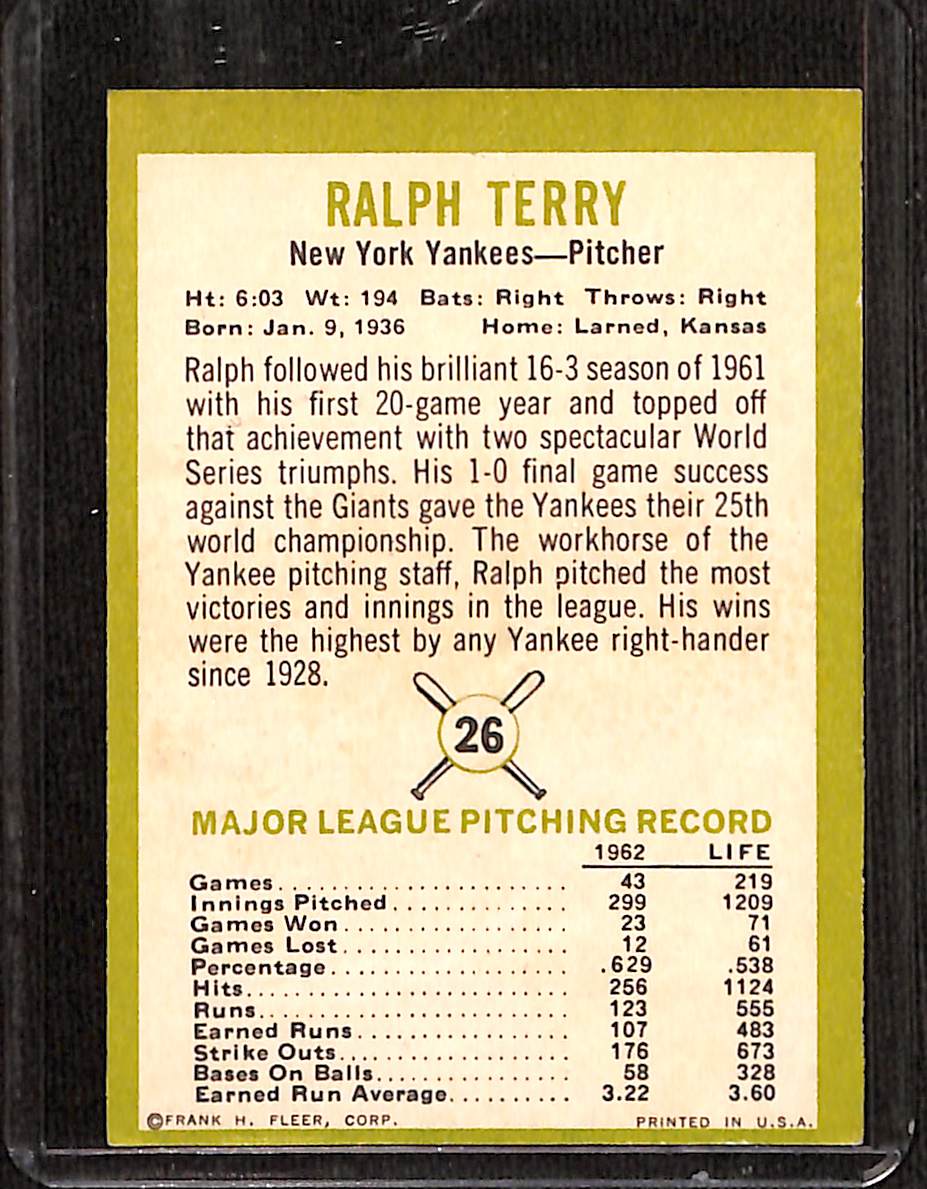 RALPH TERRY
New York Yankees—Pitcher
Ht: 6:03 Wt: 194 Bats: Right Throws: Right
Born: Jan. 9, 1936 Home: Larned, Kansas
Ralph followed his brilliant 16-3 season of 1961
with his first 20-game year and topped off
that achievement with two spectacular World
Series triumphs. His 1-0 final game success
against the Giants gave the Yankees their 25th
world championship. The workhorse of the
Yankee pitching staff, Ralph pitched the most
victories and innings in the league. His wins
were the highest by any Yankee right-hander
since 1928.
26
MAJOR LEAGUE PITCHING RECORD
1962 LIFE
Games........................ 43 219
Innings Pitched.............. 299 1209
Games Won.................. 23 71
Games Lost.................. 12 61
Percentage................... .629 .538
Hits.......................... 256 1124
Runs......................... 123 555
Earned Runs................. 107 483
Strike Outs................... 176 673
Bases On Balls................ 58 328
Earned Run Average.......... 3.22 3.60
©FRANK H. FLEER, CORP. PRINTED IN U.S.A.